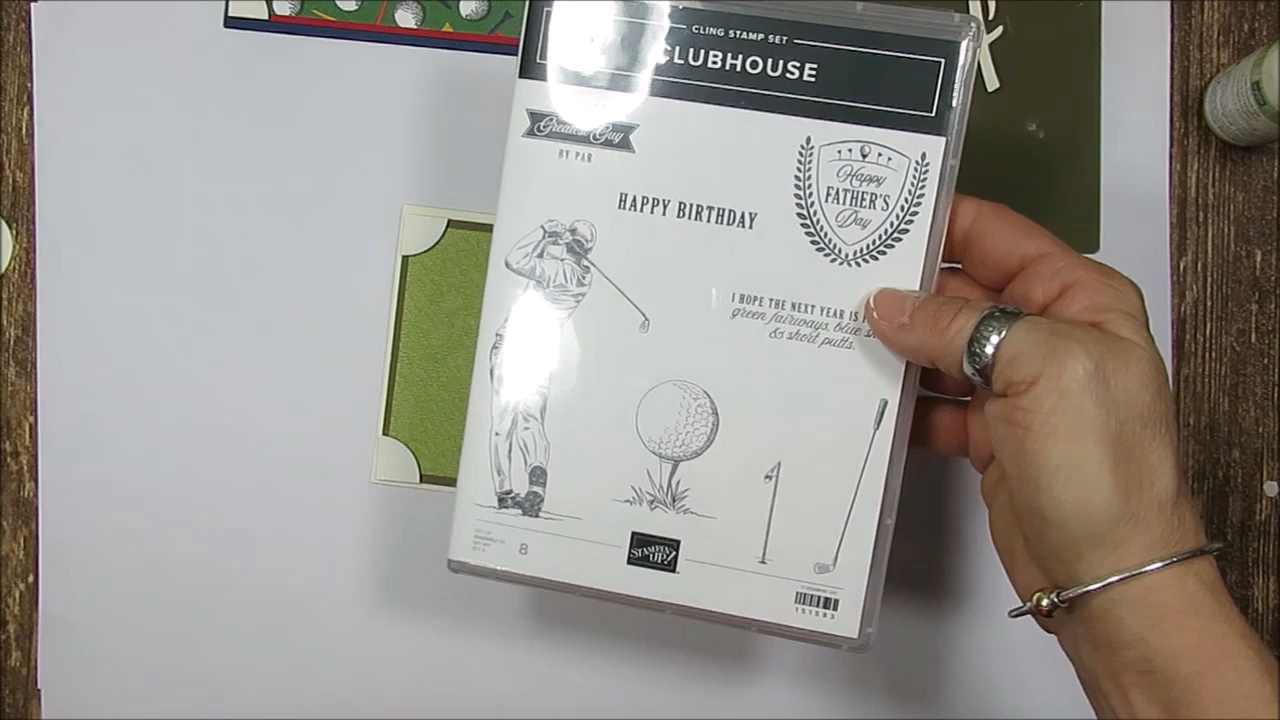 CLING STAMP SET
CLUBHOUSE
Greatest Guy
BY PAR
Happy
FATHER'S
Day
HAPPY BIRTHDAY
I HOPE THE NEXT YEAR IS
green fairways, blue
& short putts.
8
STAMPIN' UP!
151583